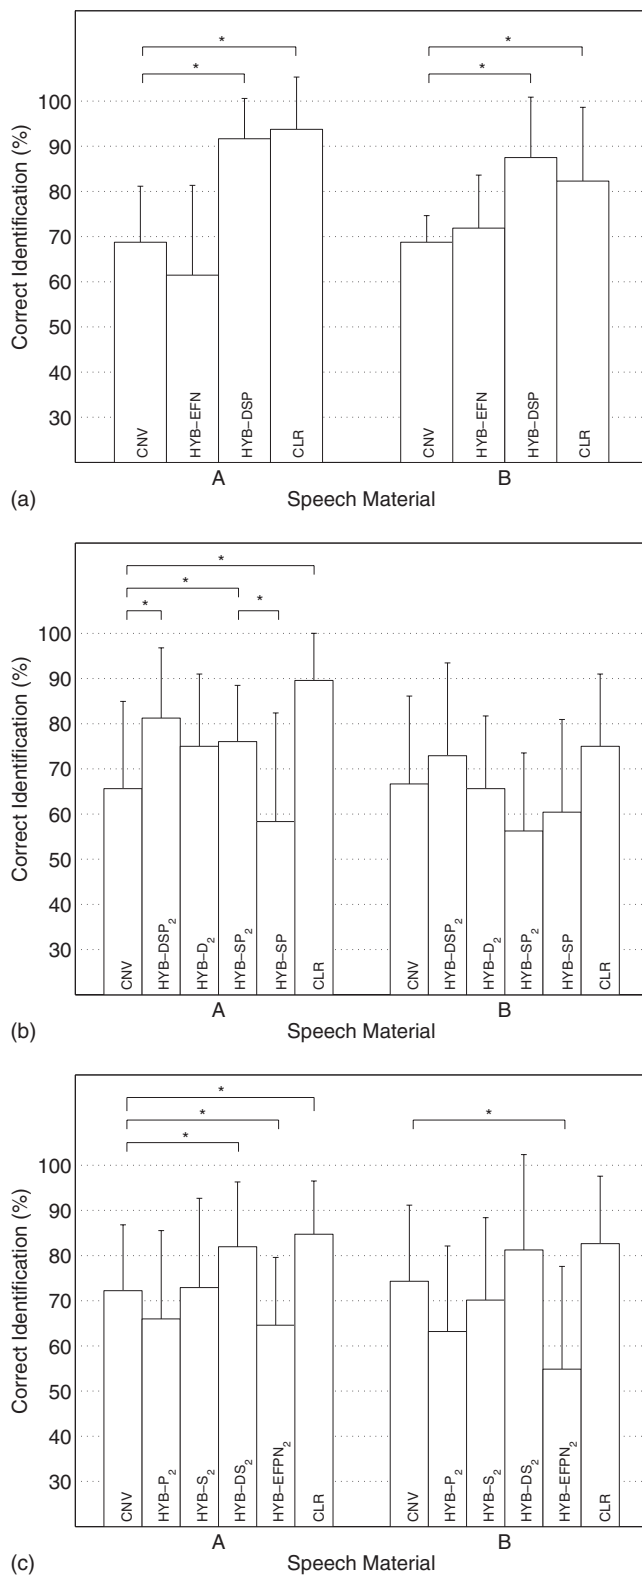 * *
* *
100
90
80
70
60
50
40
30
Correct Identification (%)
CNV HYB-EFN HYB-DSP CLR CNV HYB-EFN HYB-DSP CLR
A B
(a) Speech Material
*
*
* *
100
90
80
70
60
50
40
30
Correct Identification (%)
CNV HYB-DSP2 HYB-D2 HYB-SP2 HYB-SP CLR CNV HYB-DSP2 HYB-D2 HYB-SP2 HYB-SP CLR
A B
(b) Speech Material
*
* *
*
100
90
80
70
60
50
40
30
Correct Identification (%)
CNV HYB-P2 HYB-S2 HYB-DS2 HYB-EFPN2 CLR CNV HYB-P2 HYB-S2 HYB-DS2 HYB-EFPN2 CLR
A B
(c) Speech Material